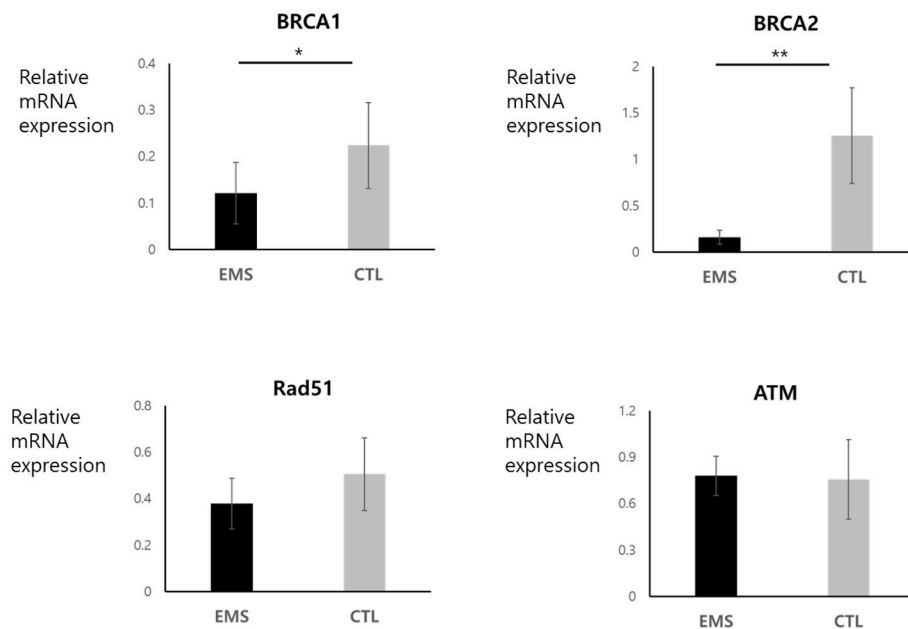 BRCA1
Relative
mRNA
expression
*
0.4
0.3
0.2
0.1
0
EMS
CTL
BRCA2
Relative
mRNA
expression
**
2
1.5
1
0.5
0
EMS
CTL
Rad51
Relative
mRNA
expression
0.8
0.6
0.4
0.2
0
EMS
CTL
ATM
Relative
mRNA
expression
1.2
0.9
0.6
0.3
0
EMS
CTL